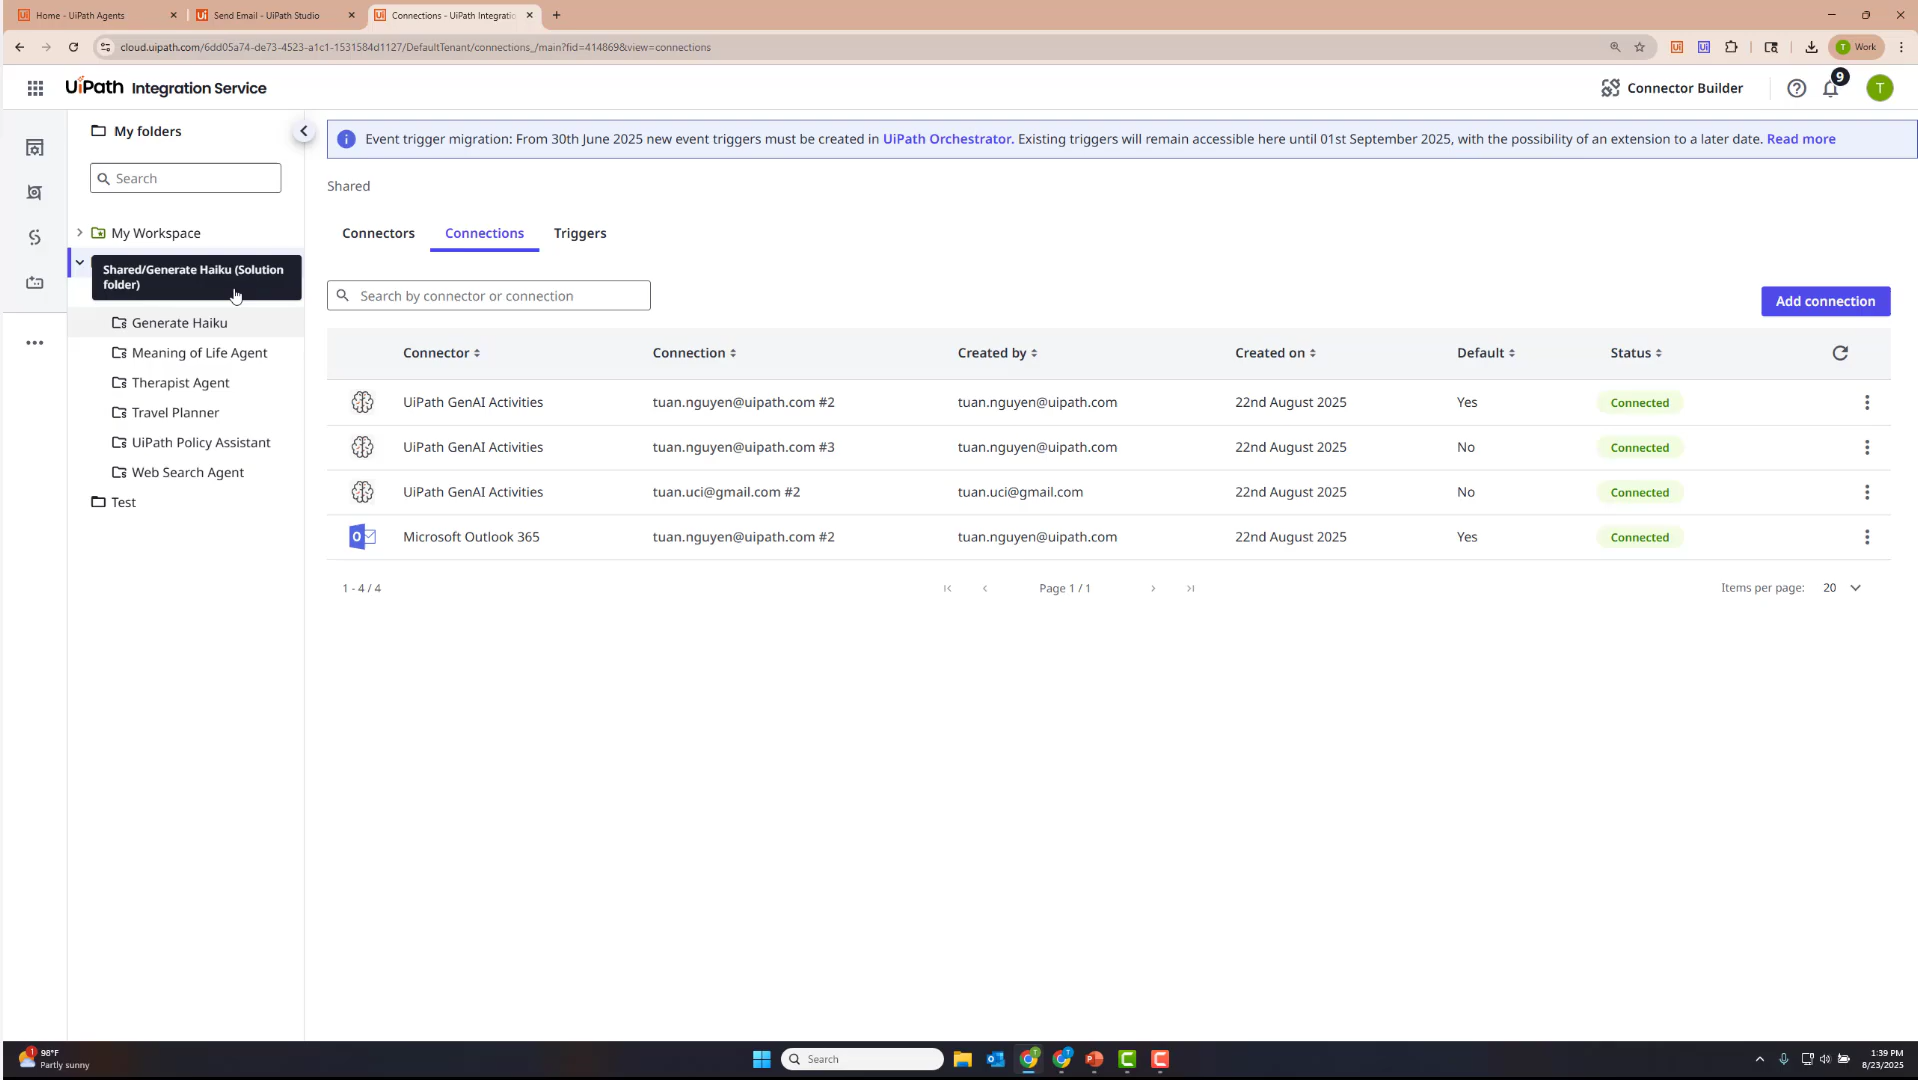 Home - UiPath Agents
Send Email - UiPath Studio
Connections - UiPath Integratic
cloud.uipath.com/6dd05a74-de73-4523-a1c1-1531584d1127/DefaultTenant/connections_/main?fid=414869&view=connections
Work
UiPath Integration Service
Connector Builder
9
T
My folders
Event trigger migration: From 30th June 2025 new event triggers must be created in UiPath Orchestrator. Existing triggers will remain accessible here until 01st September 2025, with the possibility of an extension to a later date. Read more
Search
Shared
My Workspace
Connectors
Connections
Triggers
Shared/Generate Haiku (Solution
folder)
Search by connector or connection
Add connection
Generate Haiku
Meaning of Life Agent
Therapist Agent
Travel Planner
UiPath Policy Assistant
Web Search Agent
Test
Connector Connection Created by Created on Default Status
UiPath GenAI Activities tuan.nguyen@uipath.com #2 tuan.nguyen@uipath.com 22nd August 2025 Yes Connected
UiPath GenAI Activities tuan.nguyen@uipath.com #3 tuan.nguyen@uipath.com 22nd August 2025 No Connected
UiPath GenAI Activities tuan.uci@gmail.com #2 tuan.uci@gmail.com 22nd August 2025 No Connected
Microsoft Outlook 365 tuan.nguyen@uipath.com #2 tuan.nguyen@uipath.com 22nd August 2025 Yes Connected
1 - 4 / 4
Page 1 / 1
Items per page: 20
1
98°F
Partly sunny
Search
1:39 PM
8/23/2025